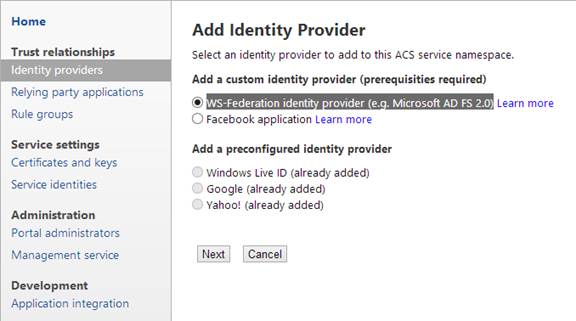 Home
Trust relationships
Identity providers
Relying party applications
Rule groups
Service settings
Certificates and keys
Service identities
Administration
Portal administrators
Management service
Development
Application integration
Add Identity Provider
Select an identity provider to add to this ACS service namespace.
Add a custom identity provider (prerequisities required)
WS-Federation identity provider (e.g. Microsoft AD FS 2.0) Learn more
Facebook application Learn more
Add a preconfigured identity provider
Windows Live ID (already added)
Google (already added)
Yahoo! (already added)
Next Cancel